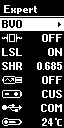 Expert
BVO
OFF
LSL ON
SHR 0.685
OFF
CUS
COM
24℃